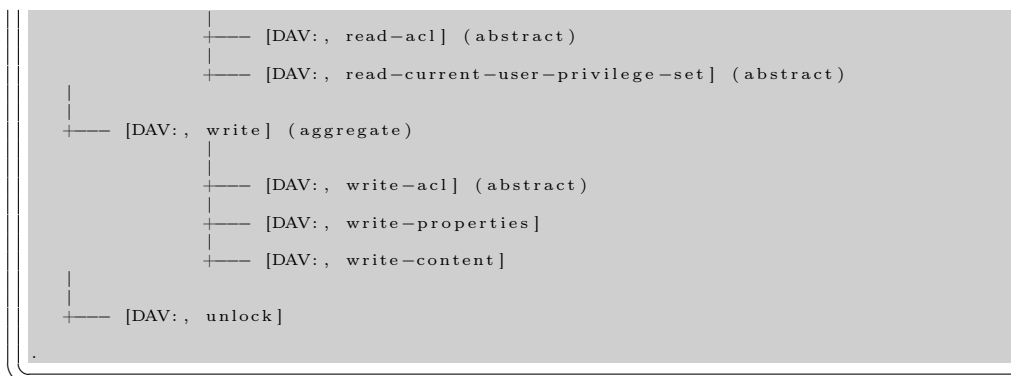 |
+--- [DAV:, read-acl] (abstract)
|
+--- [DAV:, read-current-user-privilege-set] (abstract)
|
|
+--- [DAV:, write] (aggregate)
|
|
+--- [DAV:, write-acl] (abstract)
|
+--- [DAV:, write-properties]
|
+--- [DAV:, write-content]
|
|
+--- [DAV:, unlock]
.